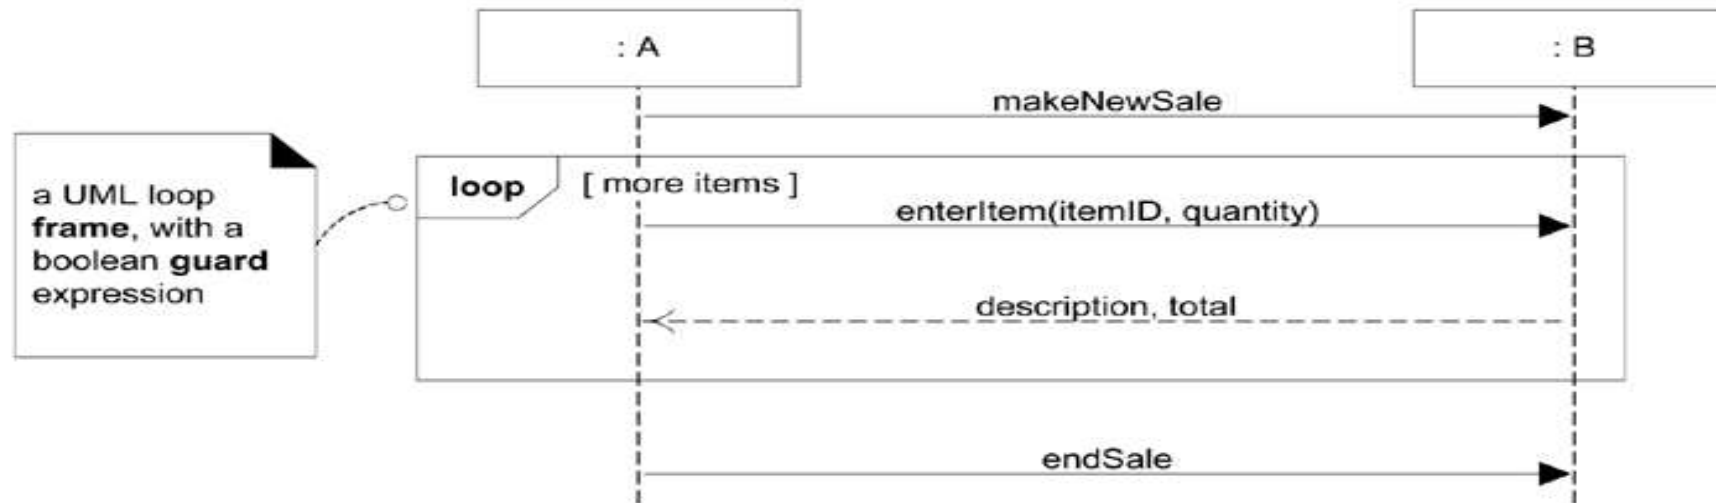 : A
: B
makeNewSale
a UML loop
frame, with a
boolean guard
expression
loop
[ more items ]
enterItem(itemID, quantity)
description, total
endSale